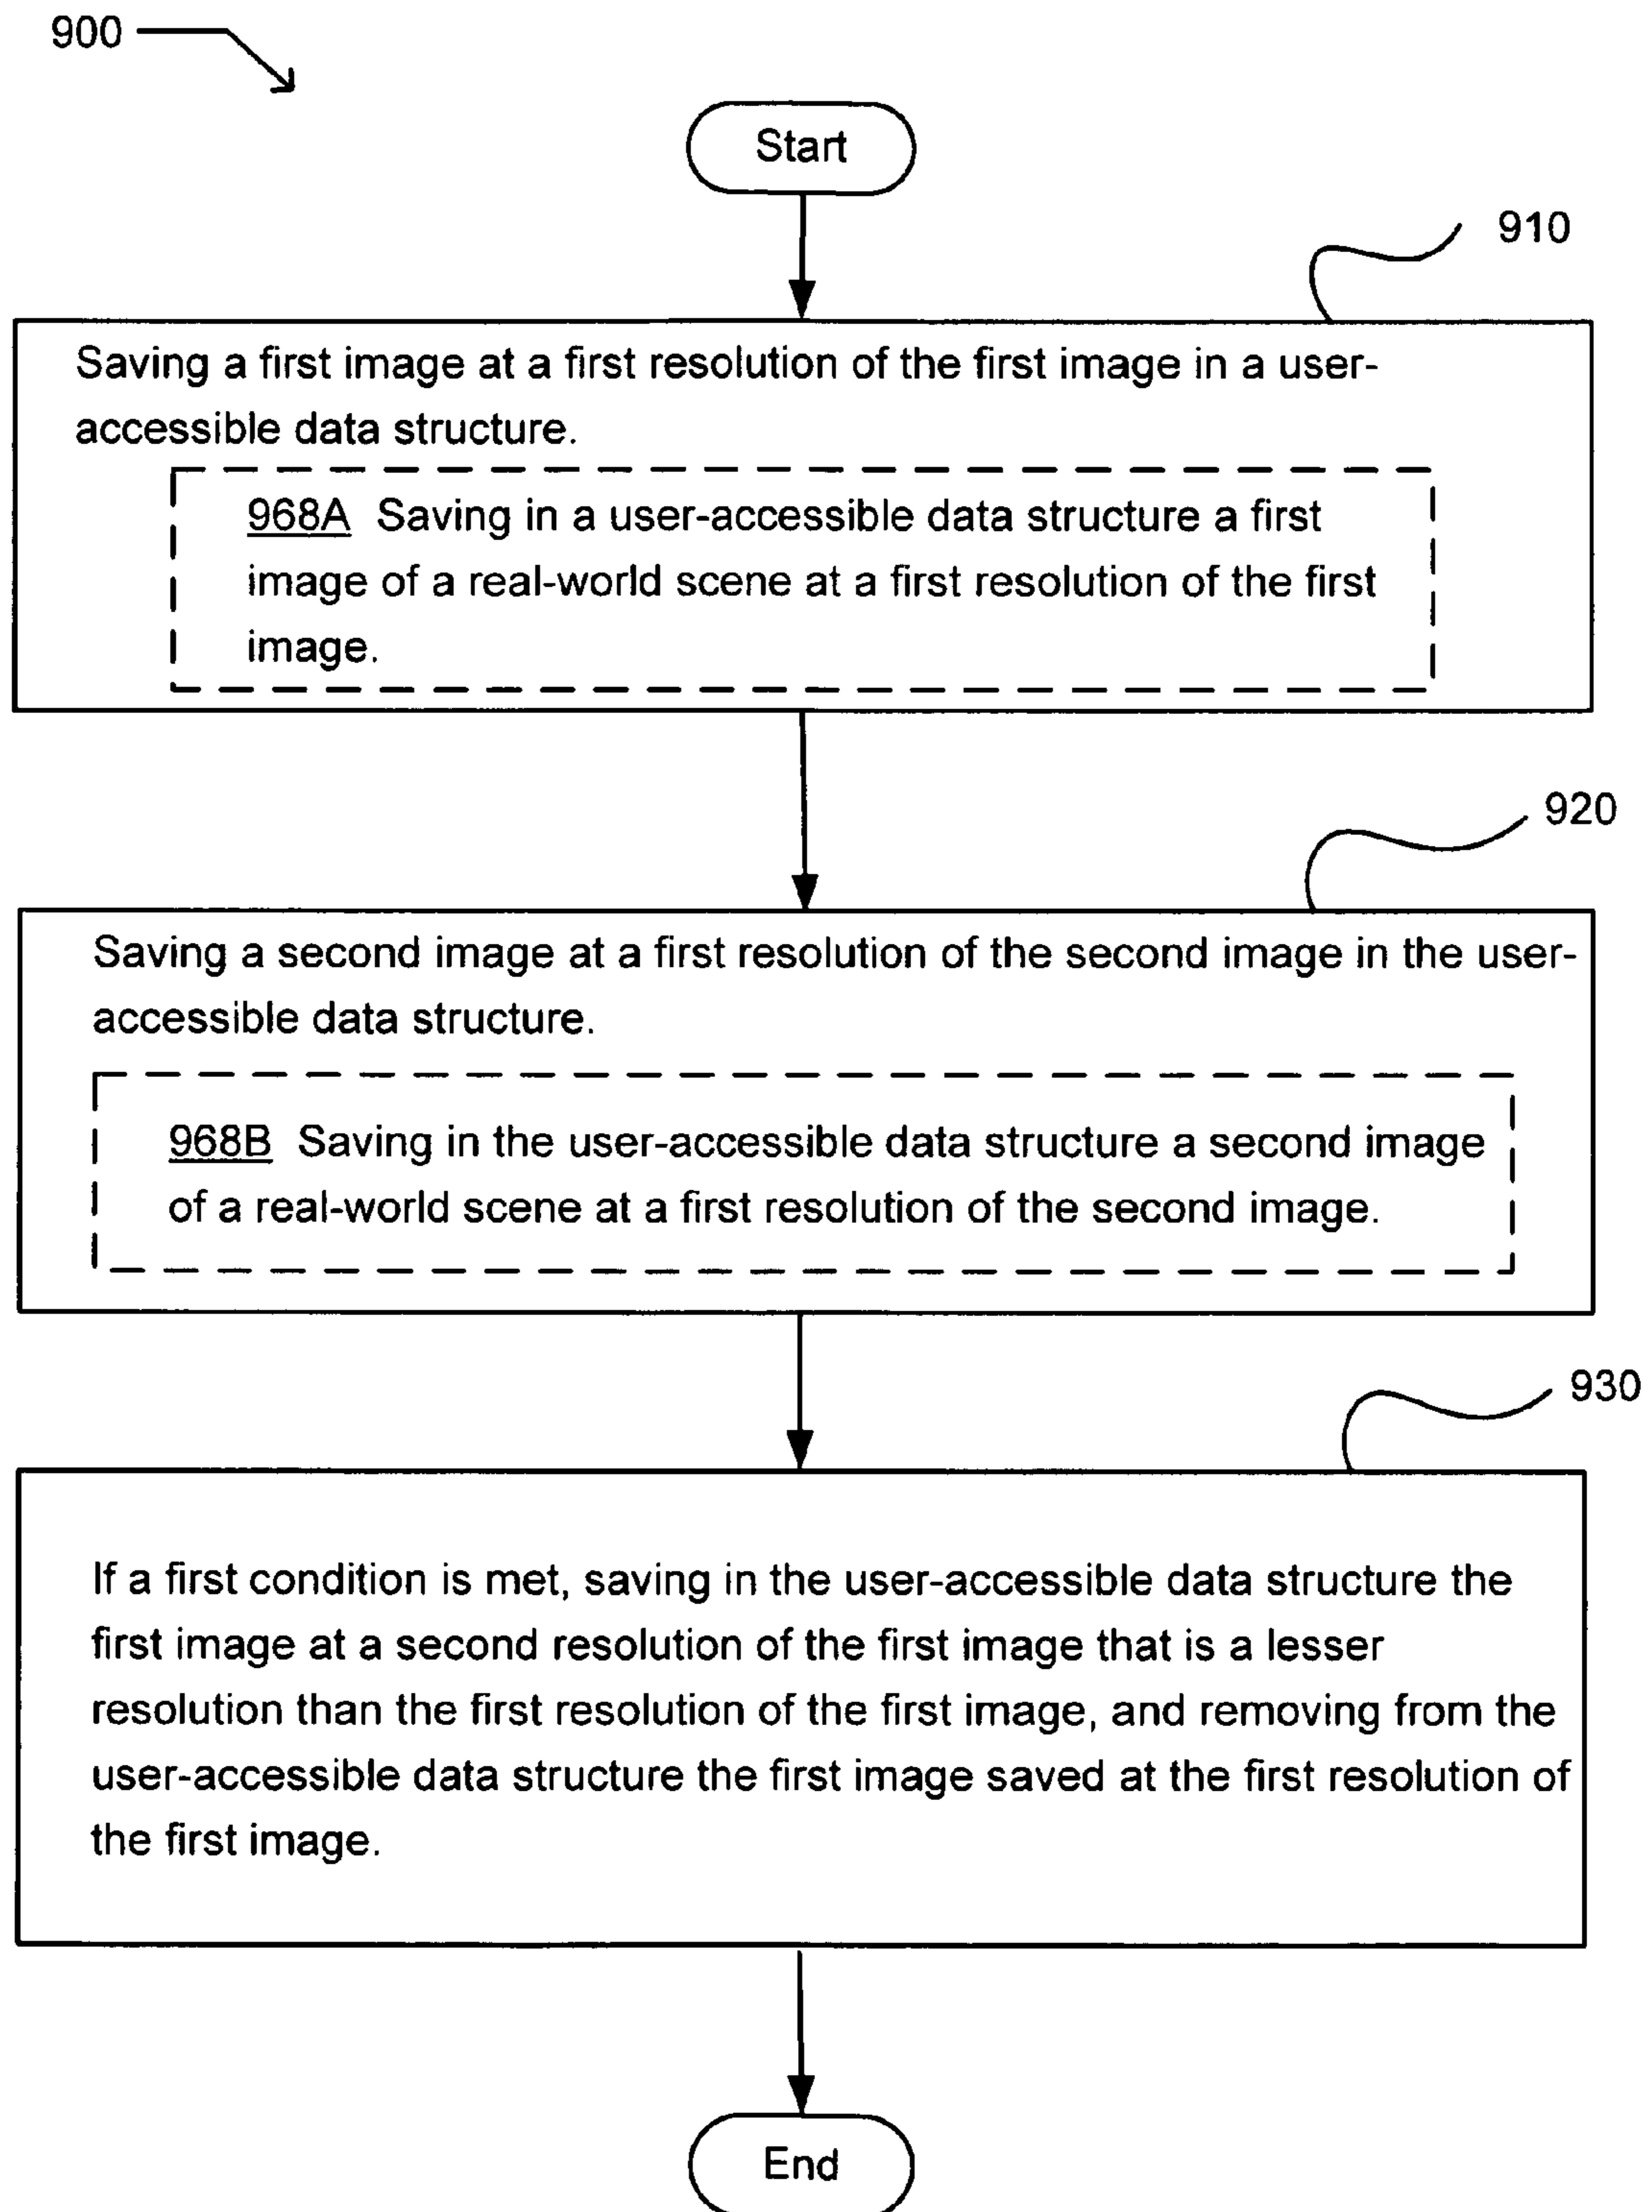 900
Start
910
Saving a first image at a first resolution of the first image in a user-
accessible data structure.
968A Saving in a user-accessible data structure a first
image of a real-world scene at a first resolution of the first
image.
920
Saving a second image at a first resolution of the second image in the user-
accessible data structure.
968B Saving in the user-accessible data structure a second image
of a real-world scene at a first resolution of the second image.
930
If a first condition is met, saving in the user-accessible data structure the
first image at a second resolution of the first image that is a lesser
resolution than the first resolution of the first image, and removing from the
user-accessible data structure the first image saved at the first resolution of
the first image.
End